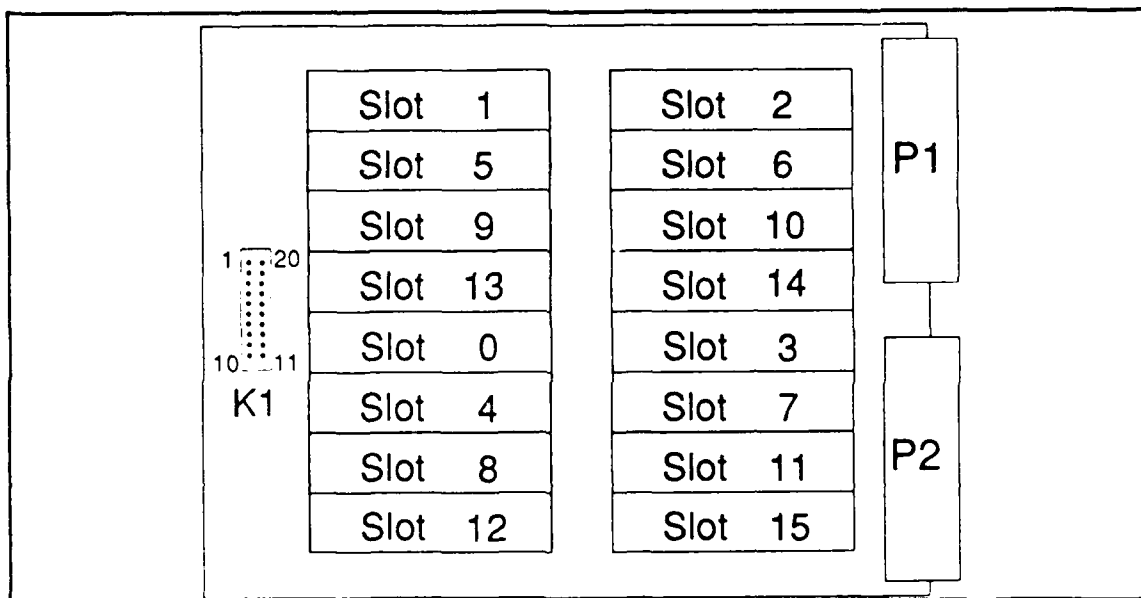 Slot 1
Slot 5
Slot 9
Slot 13
Slot 0
Slot 4
Slot 8
Slot 12
Slot 2
Slot 6
Slot 10
Slot 14
Slot 3
Slot 7
Slot 11
Slot 15
P1
P2
1 20
10 11
K1